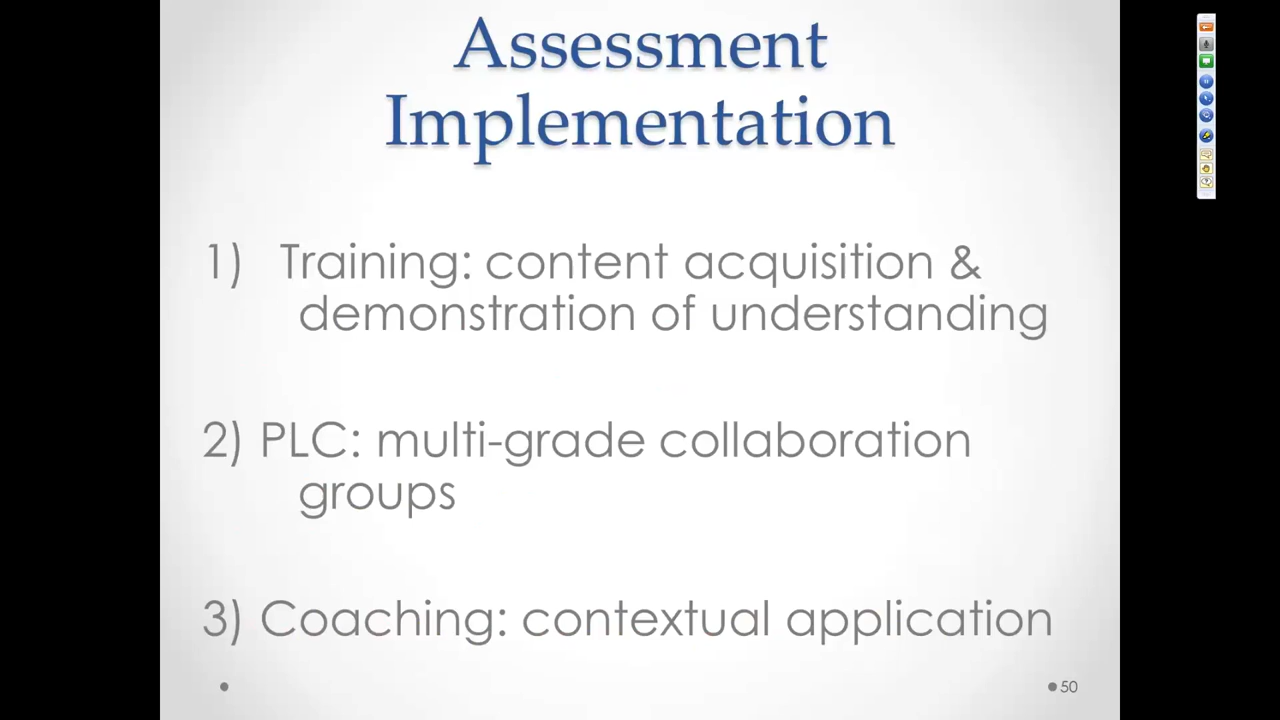 Assessment
Implementation
1) Training: content acquisition &
demonstration of understanding
2) PLC: multi-grade collaboration
groups
3) Coaching: contextual application
50